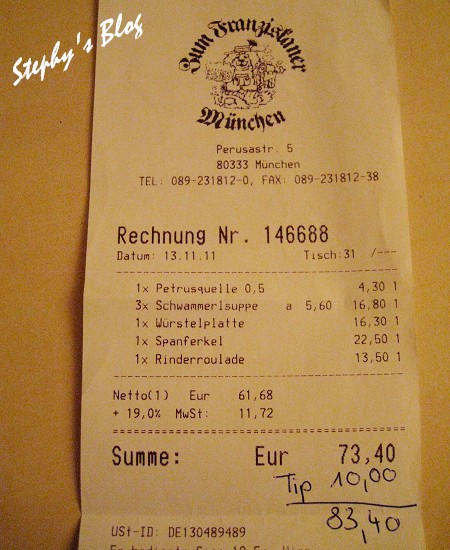 Stephy's Blog
Zum Franziskaner
München
Perusastr. 5
80333 München
TEL: 089-231812-0, FAX: 089-231812-38
Rechnung Nr. 146688
Datum: 13.11.11 Tisch:31 /---
1x Petrusquelle 0,5 4,30 1
3x Schwammerlsuppe a 5,60 16,80 1
1x Würstelplatte 16,30 1
1x Spanferkel 22,50 1
1x Rinderroulade 13,50 1
Netto(1) Eur 61,68
+ 19,0% MwSt: 11,72
Summe: Eur 73,40
Tip 10,00
83,40
USt-ID: DE130489489